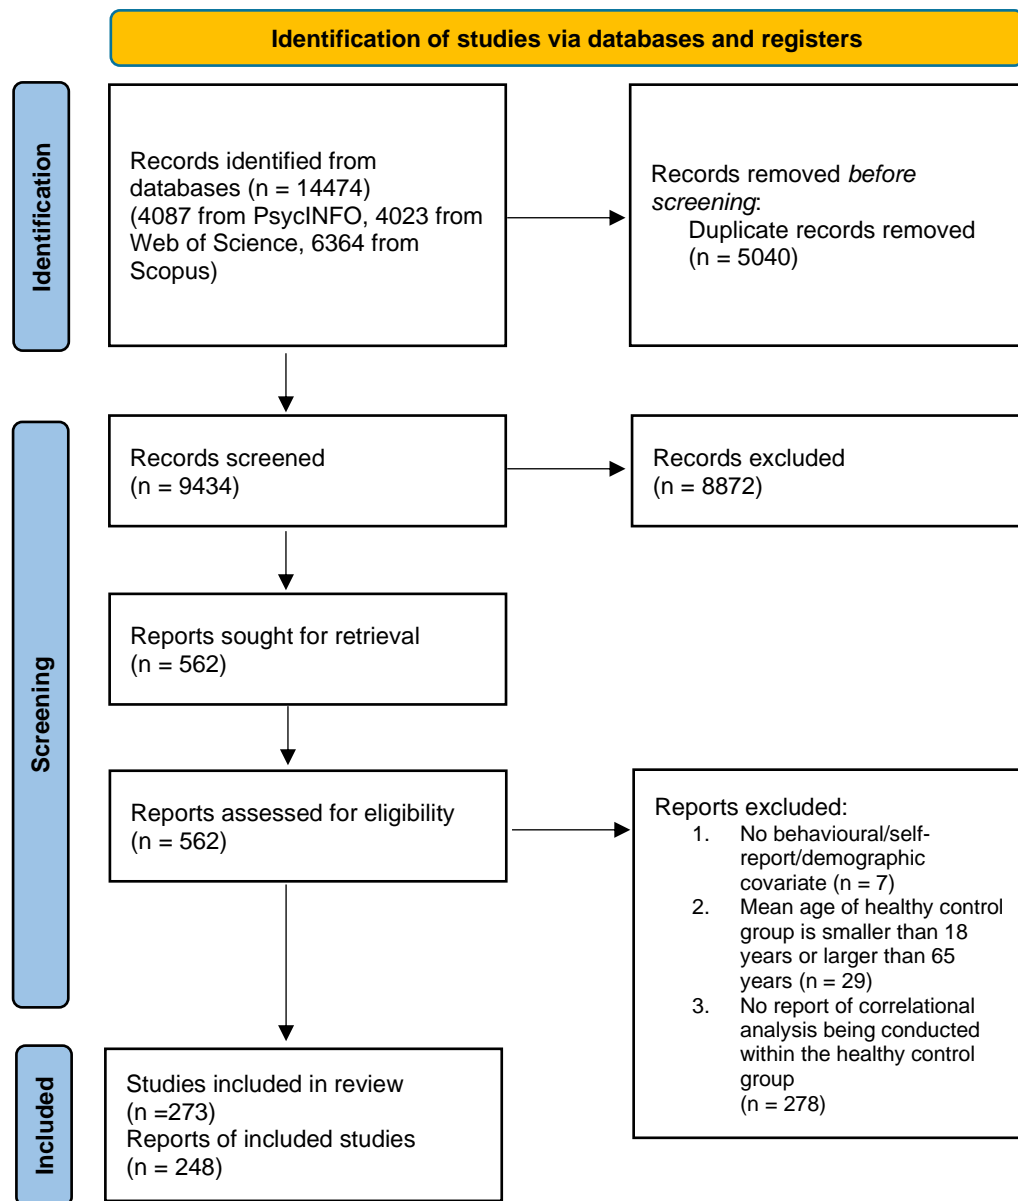 Identification of studies via databases and registers
Identification
Records identified from
databases (n = 14474)
(4087 from PsycINFO, 4023 from
Web of Science, 6364 from
Scopus)
Records removed before
screening:
Duplicate records removed
(n = 5040)
Screening
Records screened
(n = 9434)
Records excluded
(n = 8872)
Reports sought for retrieval
(n = 562)
Reports assessed for eligibility
(n = 562)
Reports excluded:
1. No behavioural/self-
report/demographic
covariate (n = 7)
2. Mean age of healthy control
group is smaller than 18
years or larger than 65
years (n = 29)
3. No report of correlational
analysis being conducted
within the healthy control
group
(n = 278)
Included
Studies included in review
(n =273)
Reports of included studies
(n = 248)